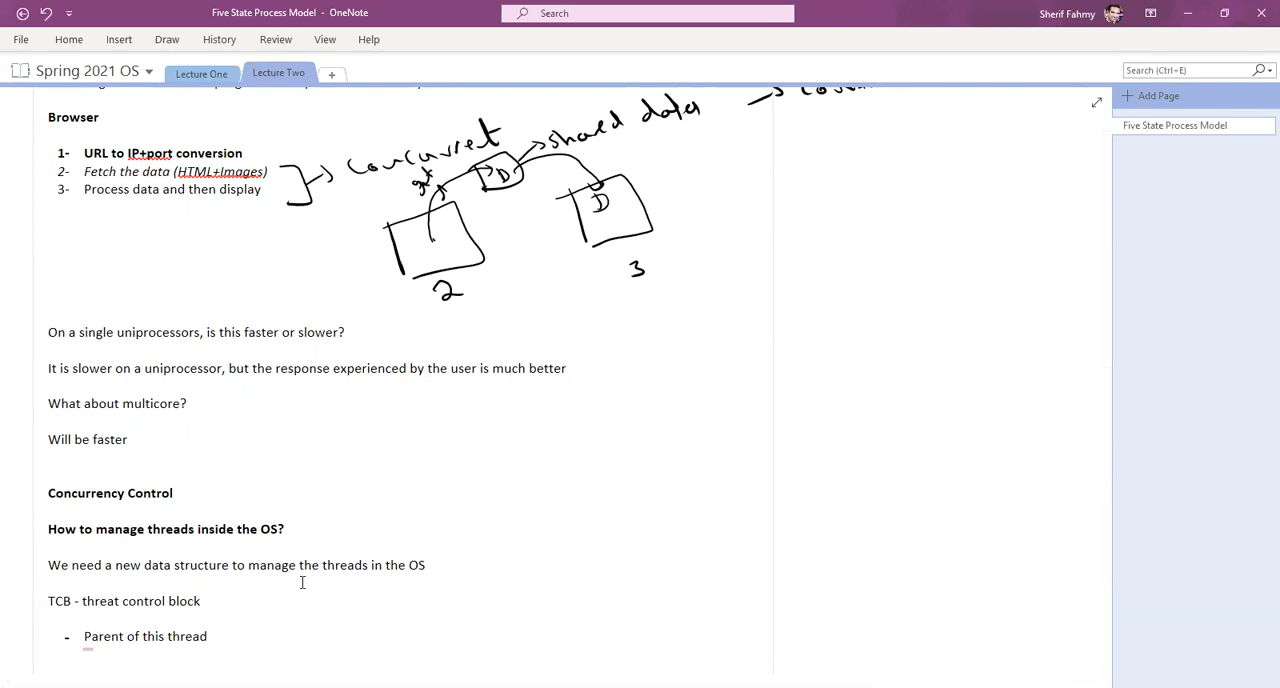 Five State Process Model - OneNote
Search
Sherif Fahmy
File Home Insert Draw History Review View Help
Spring 2021 OS
Lecture One
Lecture Two
Search (Ctrl+E)
Add Page
Five State Process Model
Browser
1- URL to IP+port conversion
2- Fetch the data (HTML+Images)
3- Process data and then display
concurret
shared data
D
D
2
3
On a single uniprocessors, is this faster or slower?
It is slower on a uniprocessor, but the response experienced by the user is much better
What about multicore?
Will be faster
Concurrency Control
How to manage threads inside the OS?
We need a new data structure to manage the threads in the OS
TCB - threat control block
- Parent of this thread